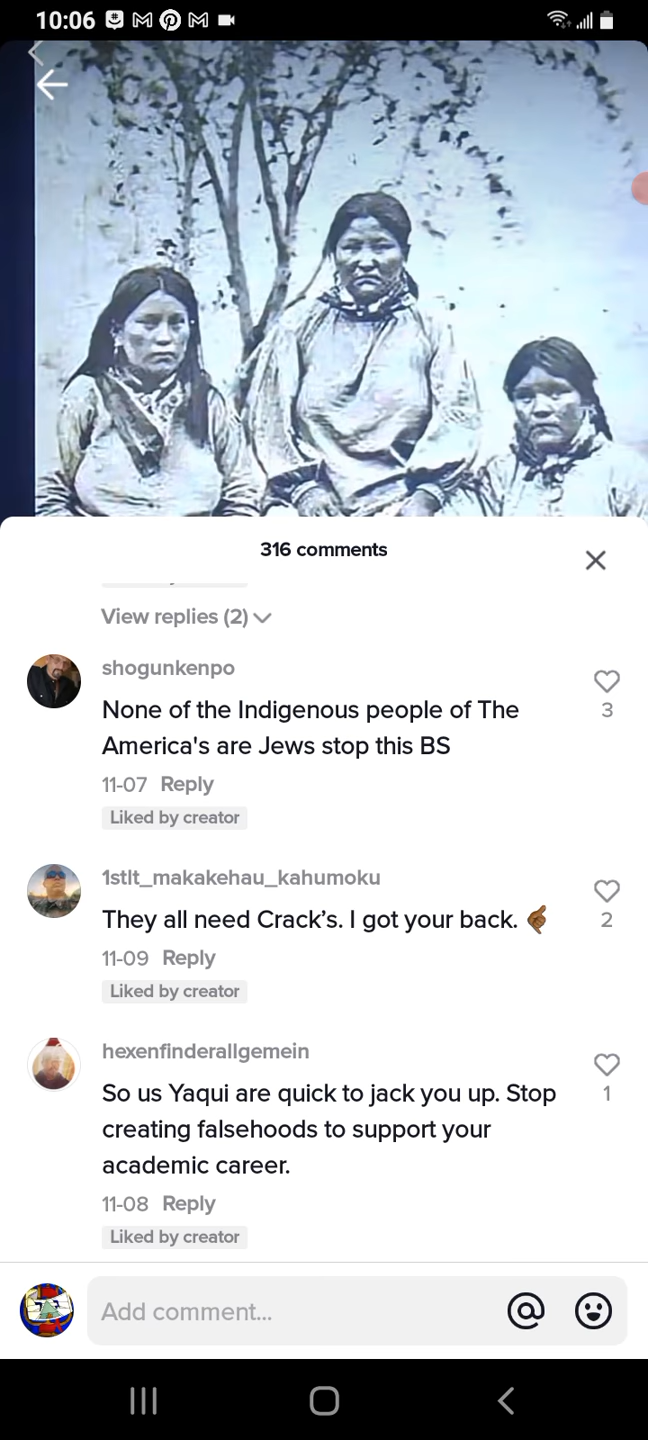 10:06
316 comments
View replies (2)
shogunkenpo
None of the Indigenous people of The
America's are Jews stop this BS
3
11-07 Reply
Liked by creator
1stlt_makakehau_kahumoku
They all need Crack’s. I got your back.
2
11-09 Reply
Liked by creator
hexenfinderallgemein
So us Yaqui are quick to jack you up. Stop
creating falsehoods to support your
academic career.
1
11-08 Reply
Liked by creator
Add comment...